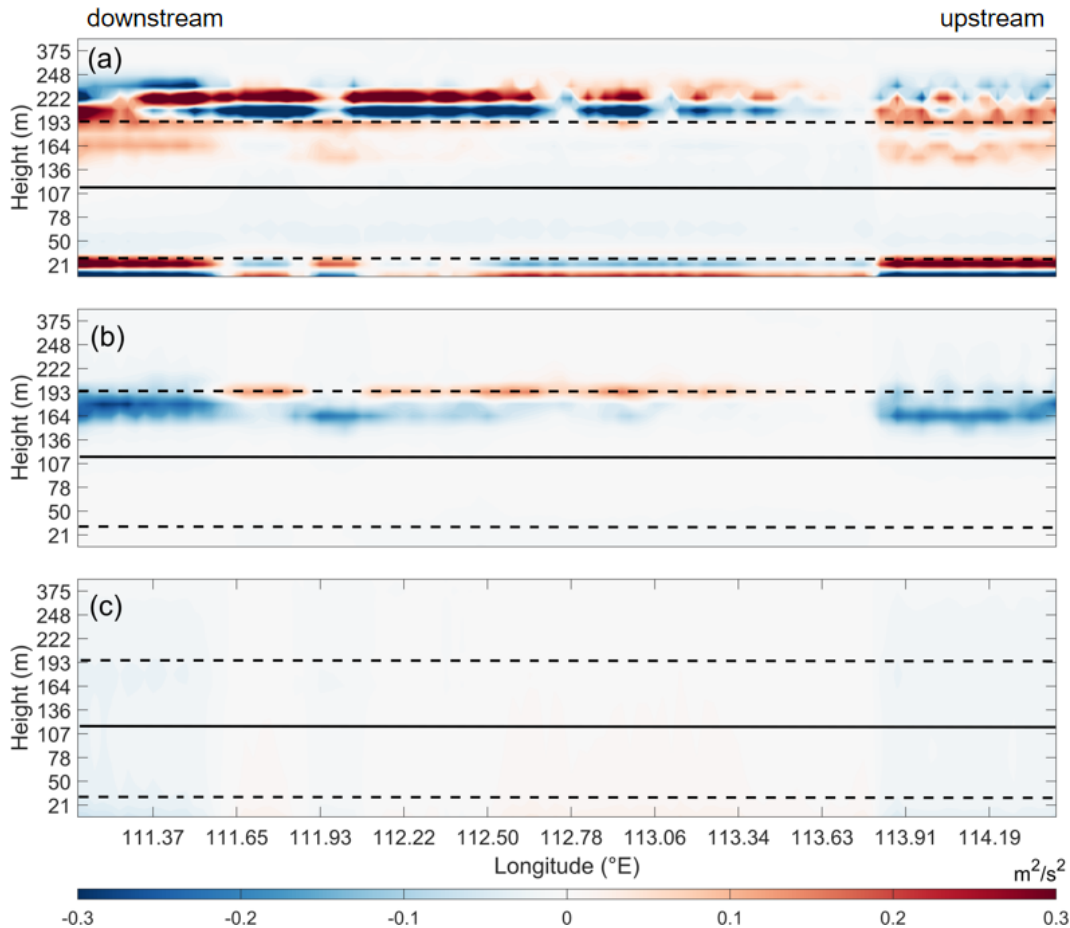 downstream upstream
(a)
375
248
222
193
164
136
107
78
50
21
Height (m)
(b)
375
248
222
193
164
136
107
78
50
21
Height (m)
(c)
375
248
222
193
164
136
107
78
50
21
Height (m)
111.37 111.65 111.93 112.22 112.50 112.78 113.06 113.34 113.63 113.91 114.19
Longitude (°E)
m²/s²
-0.3 -0.2 -0.1 0 0.1 0.2 0.3